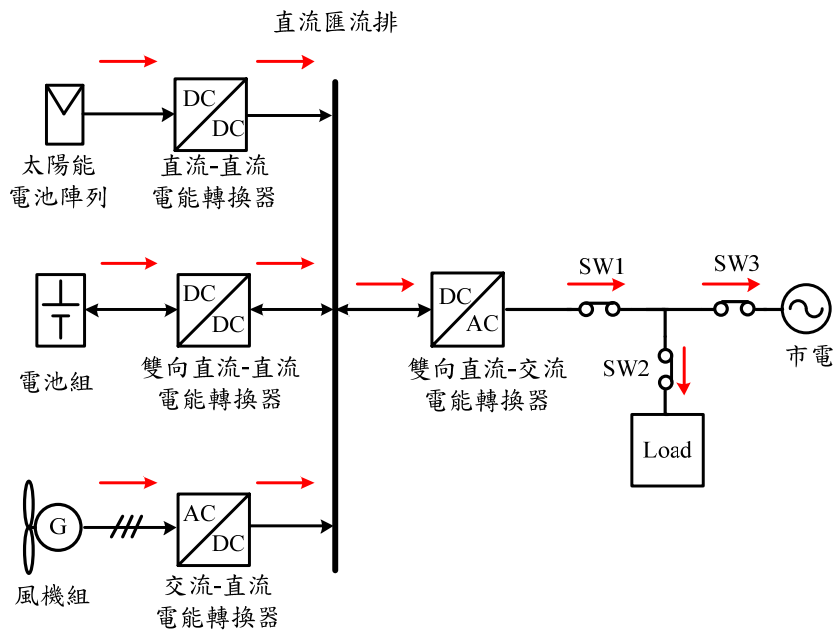 直流匯流排
DC
DC
太陽能
電池陣列
直流-直流
電能轉換器
DC
DC
電池組
雙向直流-直流
電能轉換器
DC
AC
雙向直流-交流
電能轉換器
SW1
SW3
市電
SW2
Load
G
AC
DC
風機組
交流-直流
電能轉換器